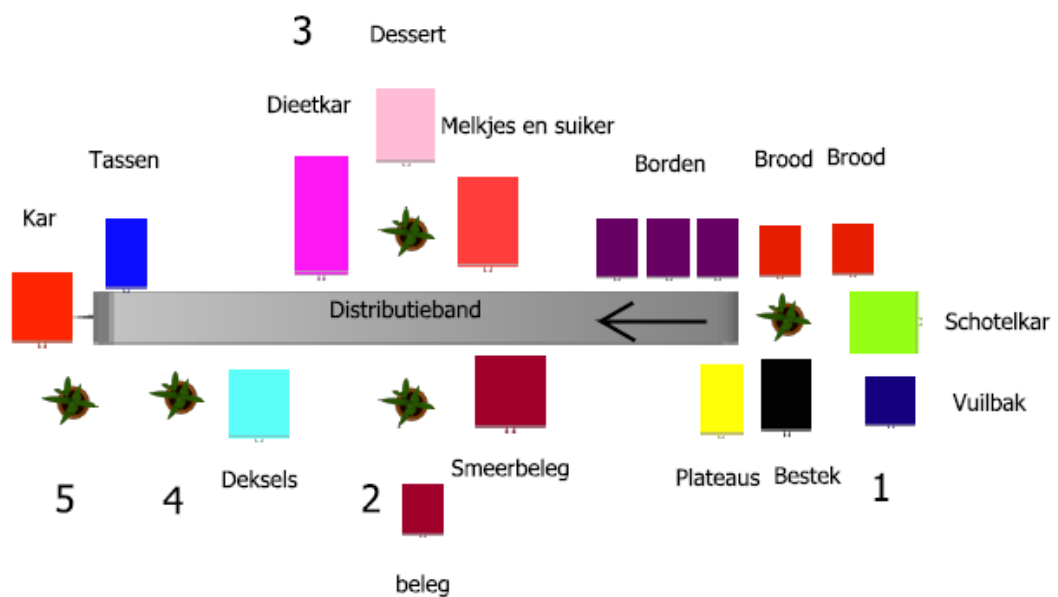 3
Dessert
Dieetkar
Melkjes en suiker
Tassen
Borden
Brood
Brood
Kar
Distributieband
Schotelkar
Vuilbak
Smeerbeleg
Deksels
Plateaus
Bestek
5
4
2
1
beleg